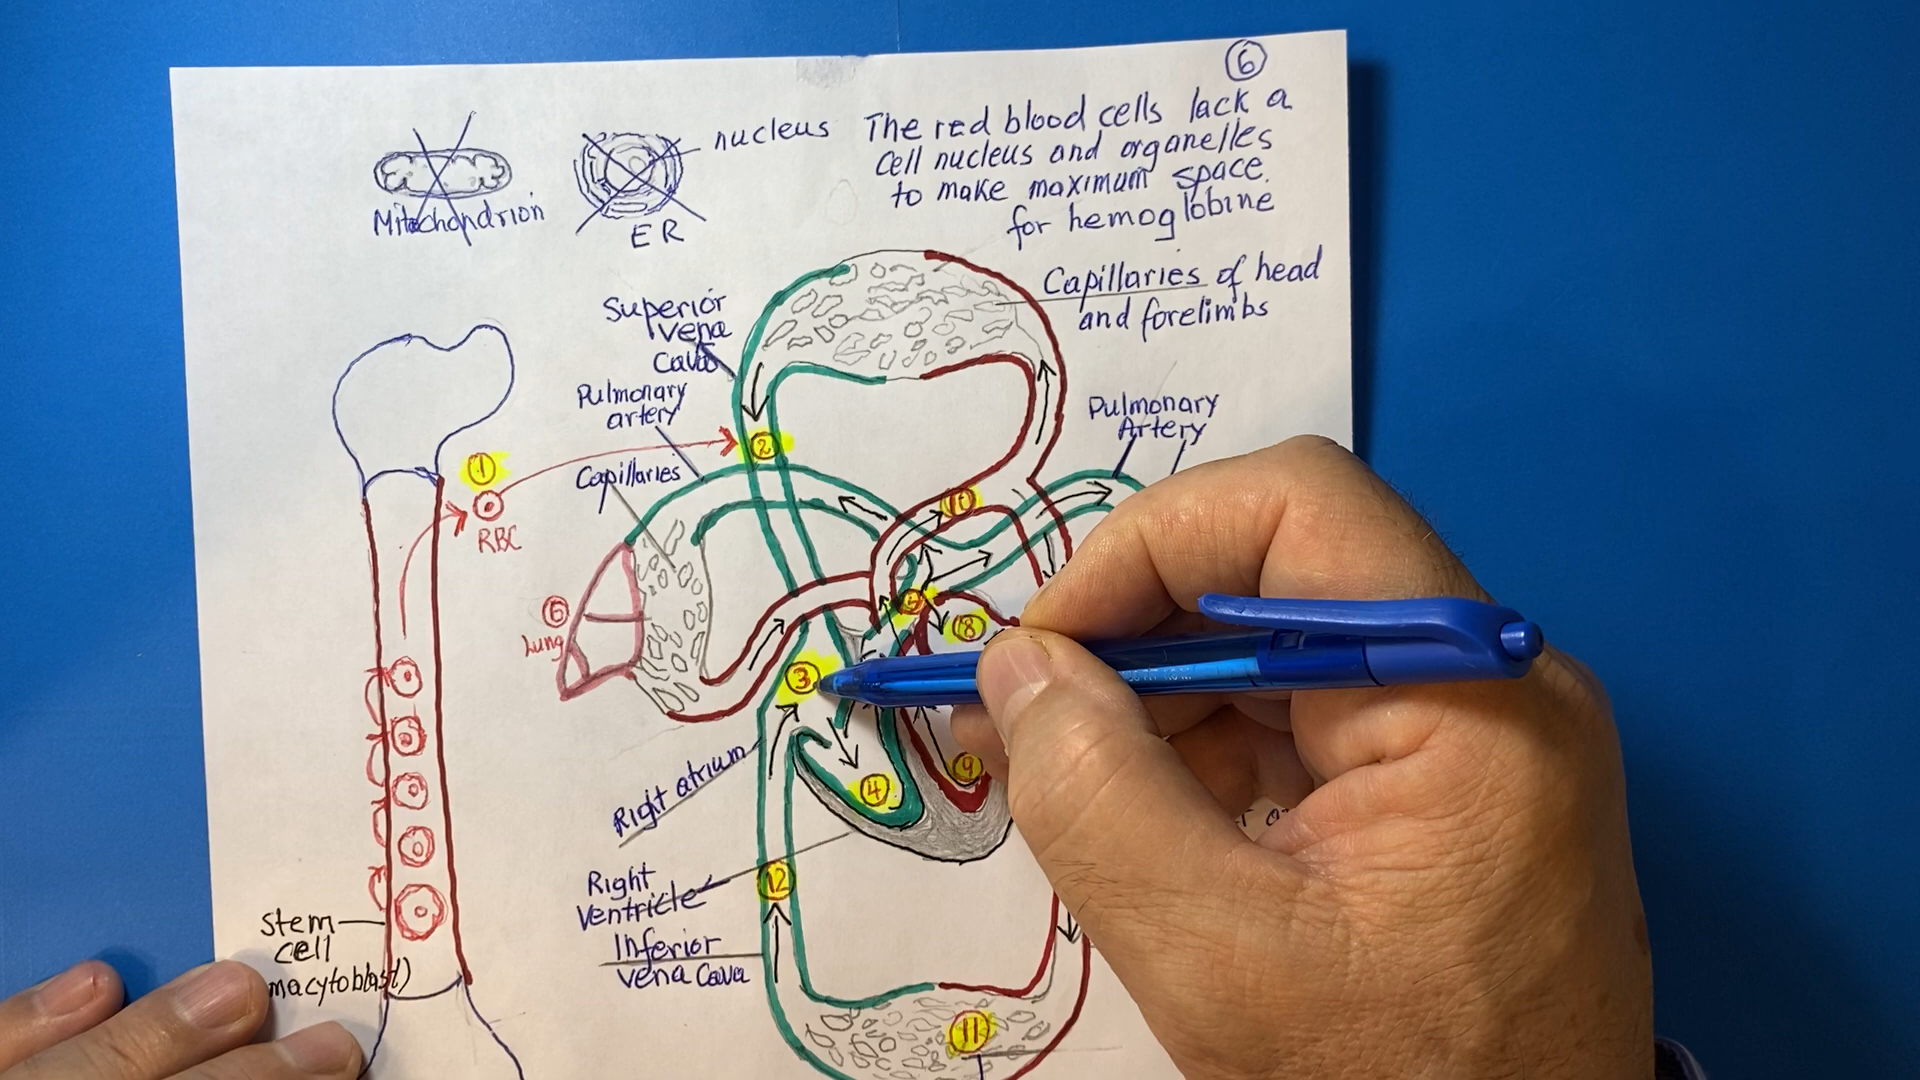 6
The red blood cells lack a
cell nucleus and organelles
to make maximum space.
for hemoglobine
nucleus
Mitochondrion
ER
Capillaries of head
and forelimbs
Superior
vena
cava
Pulmonary
artery
Pulmonary
Artery
Capillaries
1
2
RBC
10
6
Lung
8
3
9
4
Right atrium
12
Right
Ventricle
Inferior
vena cava
Stem
cell
macytoblast)
11